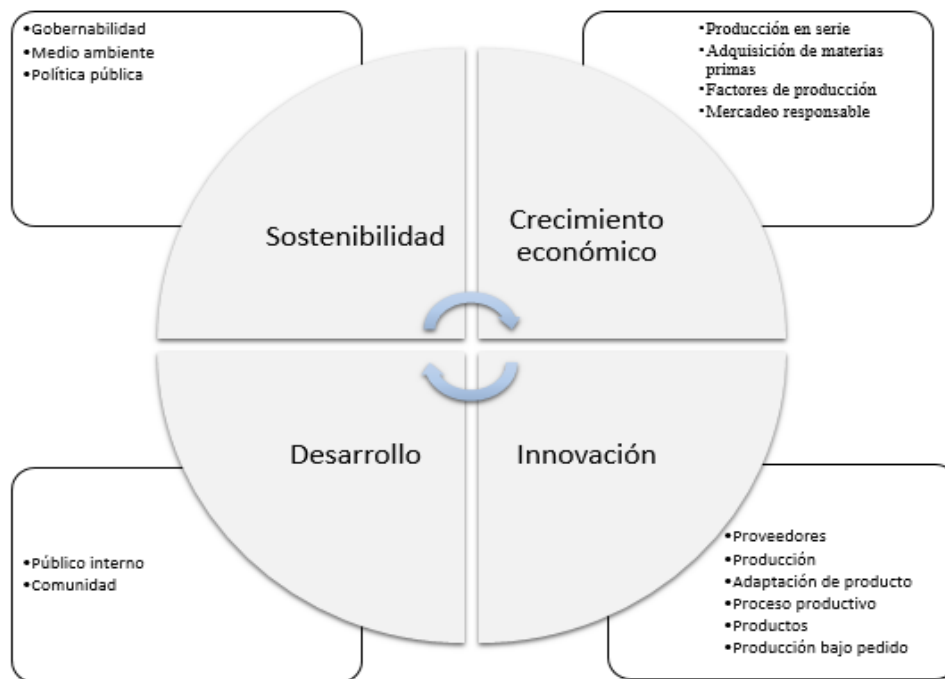 •Gobernabilidad
•Medio ambiente
•Política pública
•Producción en serie
•Adquisición de materias
primas
•Factores de producción
•Mercadeo responsable
Sostenibilidad
Crecimiento
económico
Desarrollo
Innovación
•Público interno
•Comunidad
•Proveedores
•Producción
•Adaptación de producto
•Proceso productivo
•Productos
•Producción bajo pedido